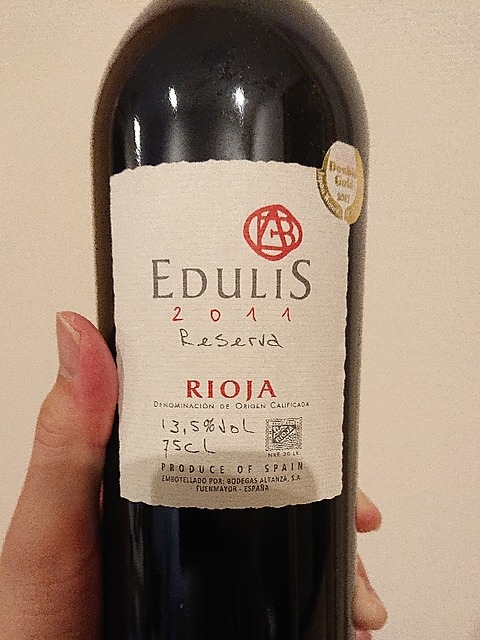 Double
Gold
2017
EDULIS
2011
Reserva
RIOJA
DENOMINACIÓN DE ORIGEN CALIFICADA
13,5%Vol
75CL
PRODUCE OF SPAIN
EMBOTELLADO POR: BODEGAS ALTANZA, S.A.
FUENMAYOR - ESPAÑA